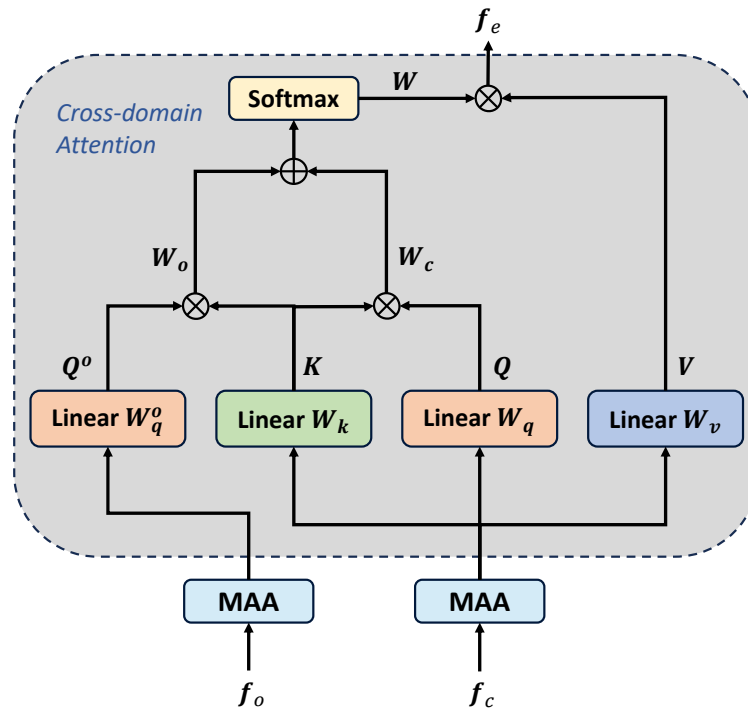 f_e
Softmax
W
Cross-domain
Attention
W_o
W_c
Q^o
K
Q
V
Linear W_q^o
Linear W_k
Linear W_q
Linear W_v
MAA
MAA
f_o
f_c